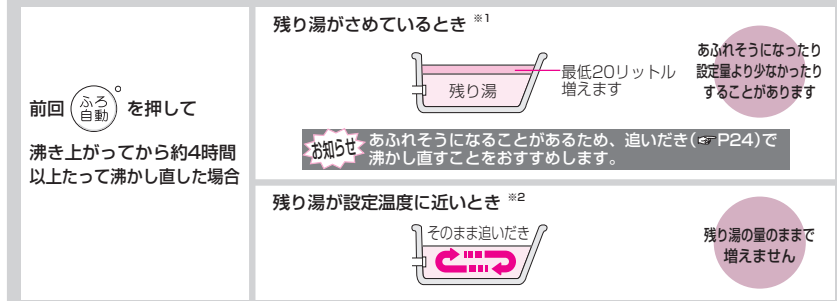 前回 ふろ自動 を押して
沸き上がってから約4時間
以上たって沸かし直した場合
残り湯がさめているとき ※1
残り湯
最低20リットル
増えます
あふれそうになったり
設定量より少なかったり
することがあります
お知らせ
あふれそうになることがあるため、追いだき(☞P24)で
沸かし直すことをおすすめします。
残り湯が設定温度に近いとき ※2
そのまま追いだき
残り湯の量のままで
増えません